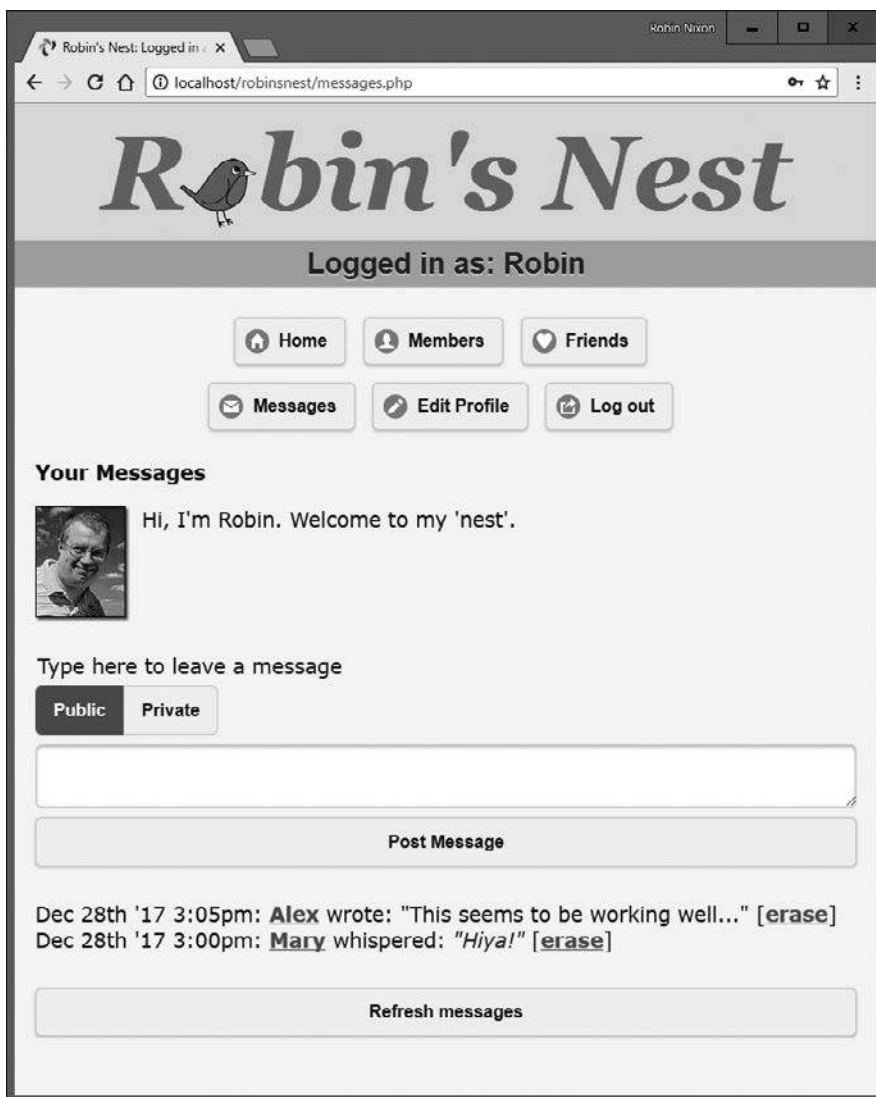 Robin Nixon
Robin's Nest: Logged in a
localhost/robinsnest/messages.php
Robin's Nest
Logged in as: Robin
Home Members Friends
Messages Edit Profile Log out
Your Messages
Hi, I'm Robin. Welcome to my 'nest'.
Type here to leave a message
Public Private
Post Message
Dec 28th '17 3:05pm: Alex wrote: "This seems to be working well..." [erase]
Dec 28th '17 3:00pm: Mary whispered: "Hiya!" [erase]
Refresh messages